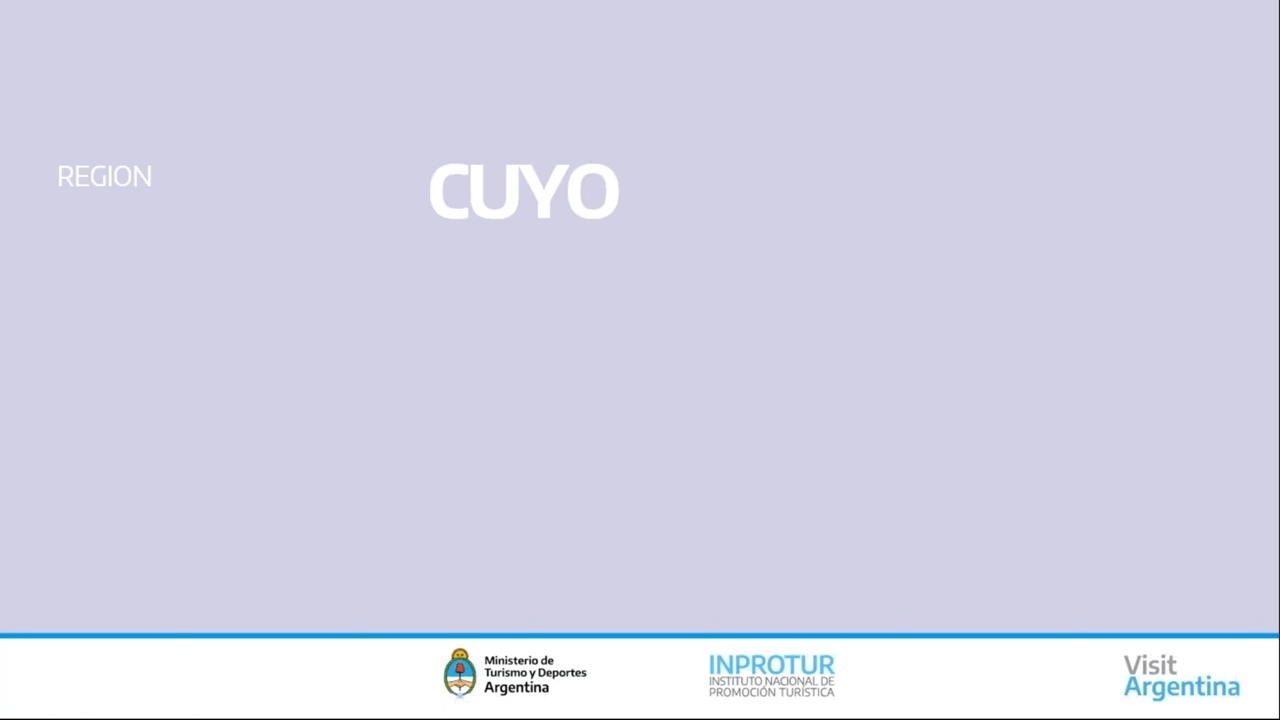 REGION
CUYO
Ministerio de
Turismo y Deportes
Argentina
INPROTUR
INSTITUTO NACIONAL DE
PROMOCIÓN TURÍSTICA
Visit
Argentina